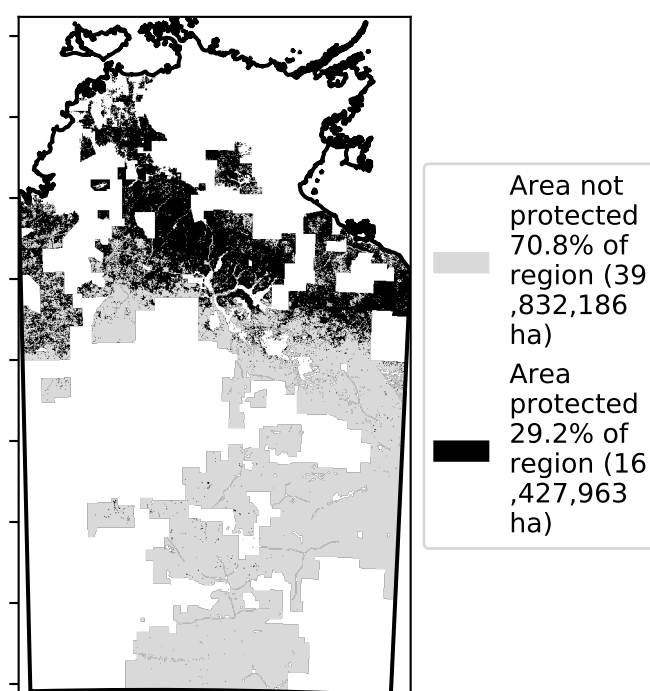 Area not
protected
70.8% of
region (39
,832,186
ha)
Area
protected
29.2% of
region (16
,427,963
ha)